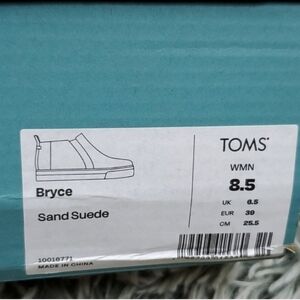 TOMS
WMN
8.5
UK 6.5
EUR 39
CM 25.5
Bryce
Sand Suede
10016771
MADE IN CHINA